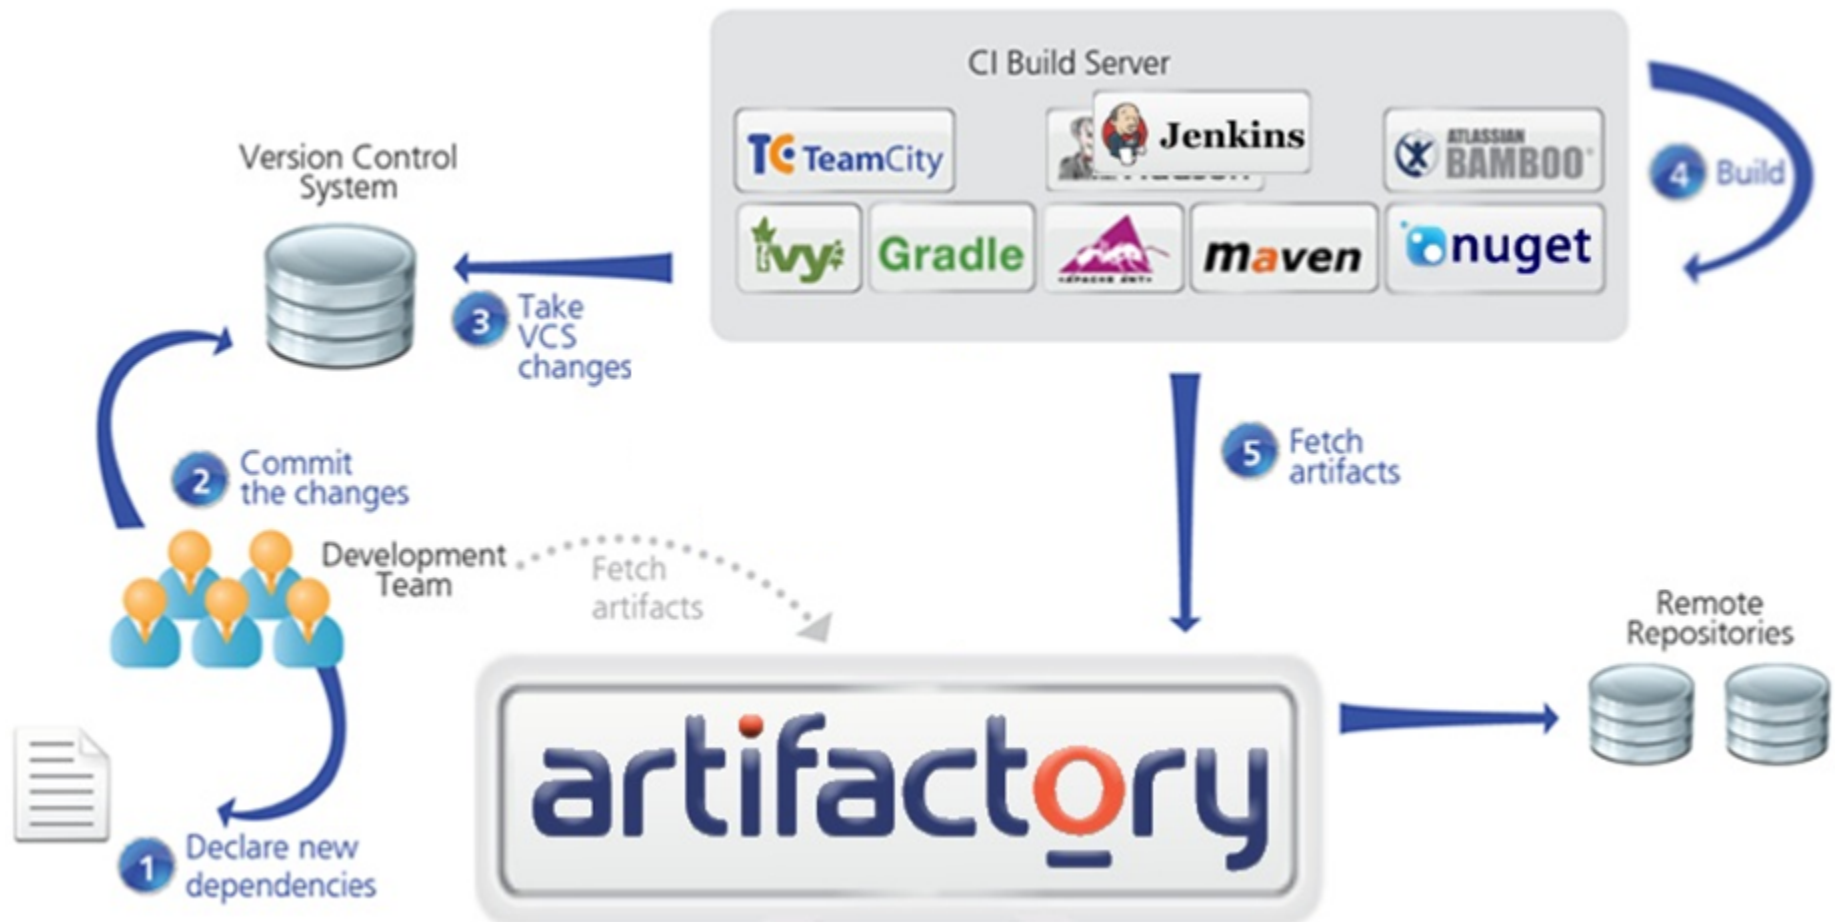 CI Build Server
TeamCity
Jenkins
ATLASSIAN
BAMBOO
ivy
Gradle
APACHE ANT
maven
nuget
4 Build
Version Control
System
3 Take
VCS
changes
2 Commit
the changes
5 Fetch
artifacts
Development
Team
Fetch
artifacts
Remote
Repositories
artifactory
1 Declare new
dependencies